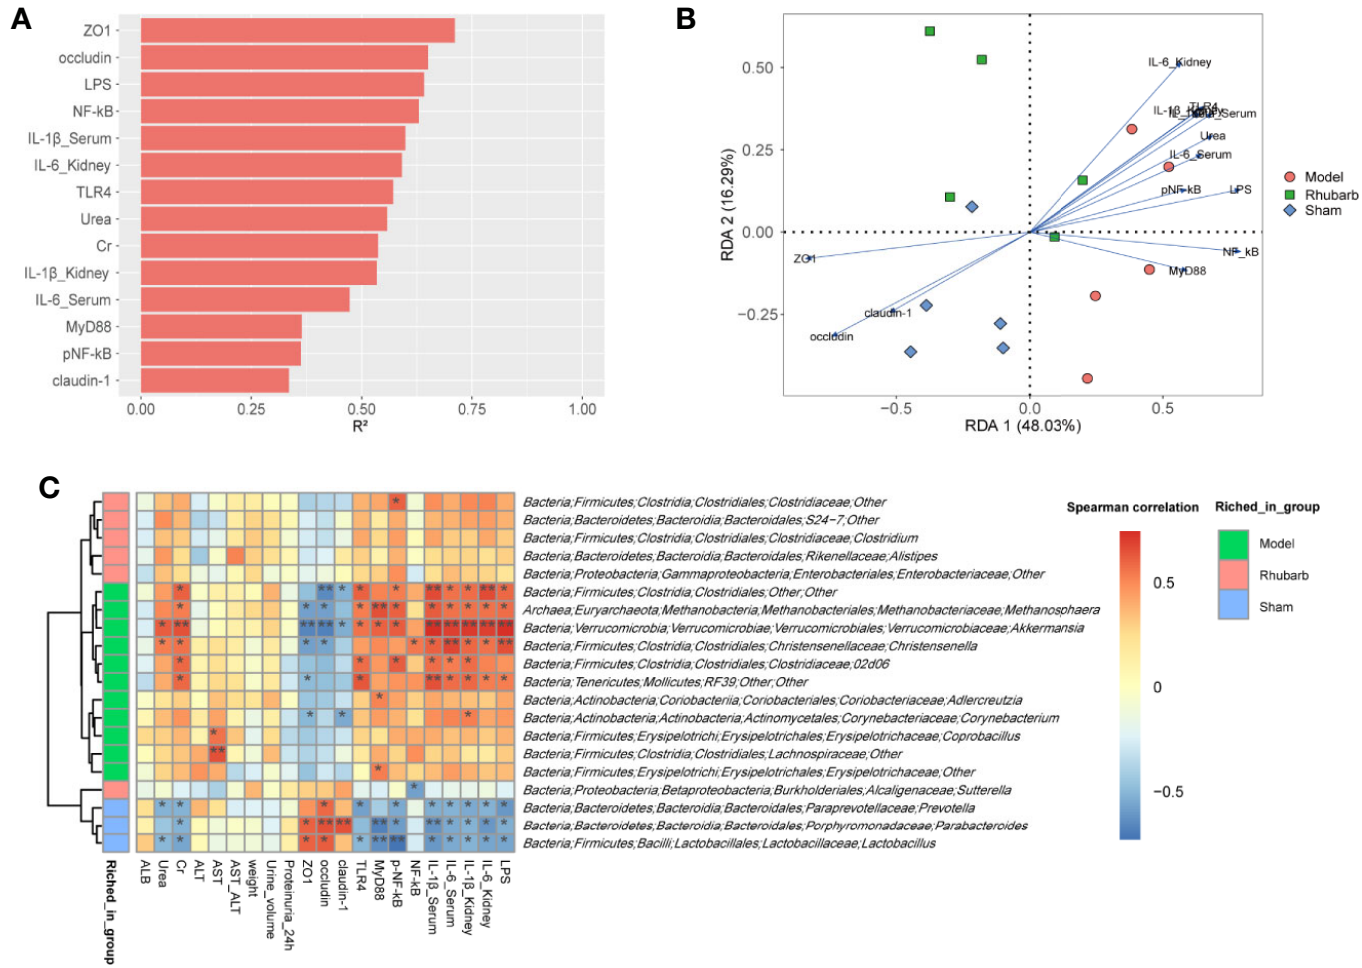 A
ZO1
occludin
LPS
NF-kB
IL-1β_Serum
IL-6_Kidney
TLR4
Urea
Cr
IL-1β_Kidney
IL-6_Serum
MyD88
pNF-kB
claudin-1
0.00
0.25
0.50
0.75
1.00
R²
B
0.50
0.25
0.00
−0.25
RDA 2 (16.29%)
IL-6_Kidney
TLR4
Urea
IL-6_Serum
pNF-kB
LPS
NF_kB
MyD88
ZO1
claudin-1
occludin
−0.5
0.0
0.5
RDA 1 (48.03%)
Model
Rhubarb
Sham
C
Bacteria;Firmicutes;Clostridia;Clostridiales;Clostridiaceae;Other
Bacteria;Bacteroidetes;Bacteroidia;Bacteroidales;S24−7;Other
Bacteria;Firmicutes;Clostridia;Clostridiales;Clostridiaceae;Clostridium
Bacteria;Bacteroidetes;Bacteroidia;Bacteroidales;Rikenellaceae;Alistipes
Bacteria;Proteobacteria;Gammaproteobacteria;Enterobacteriales;Enterobacteriaceae;Other
Bacteria;Firmicutes;Clostridia;Clostridiales;Other;Other
Archaea;Euryarchaeota;Methanobacteria;Methanobacteriales;Methanobacteriaceae;Methanosphaera
Bacteria;Verrucomicrobia;Verrucomicrobiae;Verrucomicrobiales;Verrucomicrobiaceae;Akkermansia
Bacteria;Firmicutes;Clostridia;Clostridiales;Christensenellaceae;Christensenella
Bacteria;Firmicutes;Clostridia;Clostridiales;Clostridiaceae;02d06
Bacteria;Tenericutes;Mollicutes;RF39;Other;Other
Bacteria;Actinobacteria;Coriobacteriia;Coriobacteriales;Coriobacteriaceae;Adlercreutzia
Bacteria;Actinobacteria;Actinobacteria;Actinomycetales;Corynebacteriaceae;Corynebacterium
Bacteria;Firmicutes;Erysipelotrichi;Erysipelotrichales;Erysipelotrichaceae;Coprobacillus
Bacteria;Firmicutes;Clostridia;Clostridiales;Lachnospiraceae;Other
Bacteria;Firmicutes;Erysipelotrichi;Erysipelotrichales;Erysipelotrichaceae;Other
Bacteria;Proteobacteria;Betaproteobacteria;Burkholderiales;Alcaligenaceae;Sutterella
Bacteria;Bacteroidetes;Bacteroidia;Bacteroidales;Paraprevotellaceae;Prevotella
Bacteria;Bacteroidetes;Bacteroidia;Bacteroidales;Porphyromonadaceae;Parabacteroides
Bacteria;Firmicutes;Bacilli;Lactobacillales;Lactobacillaceae;Lactobacillus
Riched_in_group
ALB
Urea
Cr
ALT
AST
AST_ALT
weight
Urine_volume
Proteinuria_24h
ZO1
occludin
claudin-1
TLR4
MyD88
p-NF-kB
NF-kB
IL-1β_Serum
IL-6_Serum
IL-1β_Kidney
IL-6_Kidney
LPS
Spearman correlation
0.5
0
−0.5
Riched_in_group
Model
Rhubarb
Sham